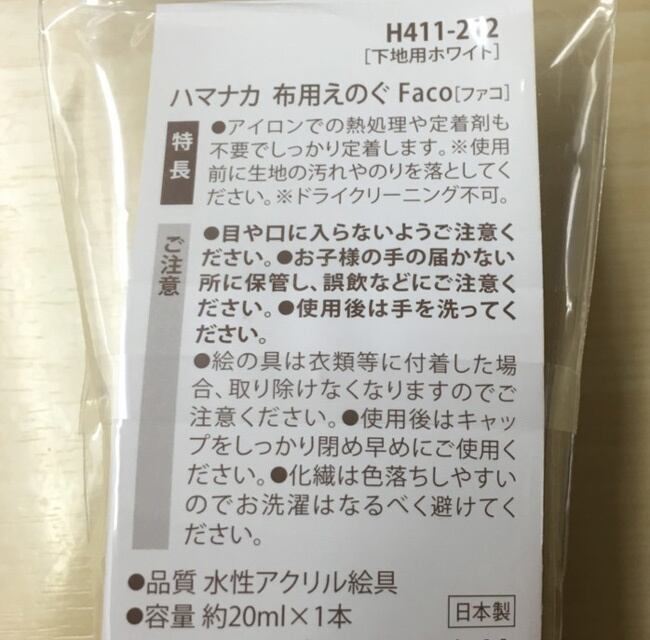 H411-212
[下地用ホワイト]
ハマナカ 布用えのぐ Faco[ファコ]
特長
●アイロンでの熱処理や定着剤も
不要でしっかり定着します。※使用
前に生地の汚れやのりを落としてく
ださい。※ドライクリーニング不可。
ご注意
●目や口に入らないようご注意く
ださい。●お子様の手の届かない
所に保管し、誤飲などにご注意く
ださい。●使用後は手を洗ってく
ださい。
●絵の具は衣類等に付着した場
合、取り除けなくなりますのでご
注意ください。●使用後はキャッ
プをしっかり閉め早めにご使用く
ださい。●化繊は色落ちしやすい
のでお洗濯はなるべく避けてく
ださい。
●品質 水性アクリル絵具
●容量 約20ml×1本
日本製